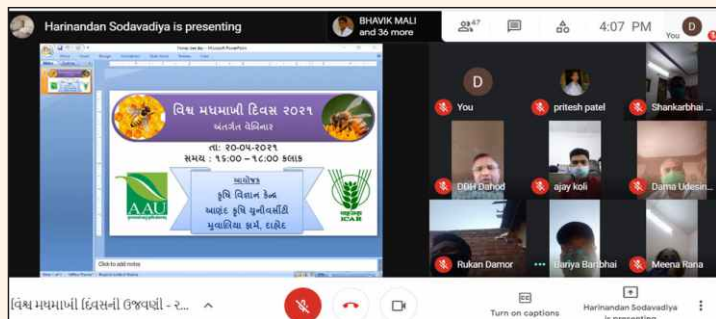 Harinandan Sodavadiya is presenting
BHAVIK MALI
and 36 more
47
4:07 PM
You
D
વિશ્વ મધમાખી દિવસ ૨૦૨૧
અંતર્ગત વેબિનાર
તા: ૨૦-૦૫-૨૦૨૧
સમય : ૧૬:૦૦ – ૧૮:૦૦ કલાક
આયોજક
કૃષિ વિજ્ઞાન કેન્દ્ર
આણંદ કૃષિ યુનીવર્સીટી
મુવાલિયા ફાર્મ, દાહોદ
AAU
ICAR
Click to add notes
D
You
pritesh patel
Shankarbhai ...
DDH Dahod
ajay koli
Dama Udesin...
Rukan Damor
Bariya Baribhai
Meena Rana
વિશ્વ મધમાખી દિવસની ઉજવણી - ૨...
Turn on captions
Harinandan Sodavadiya
is presenting